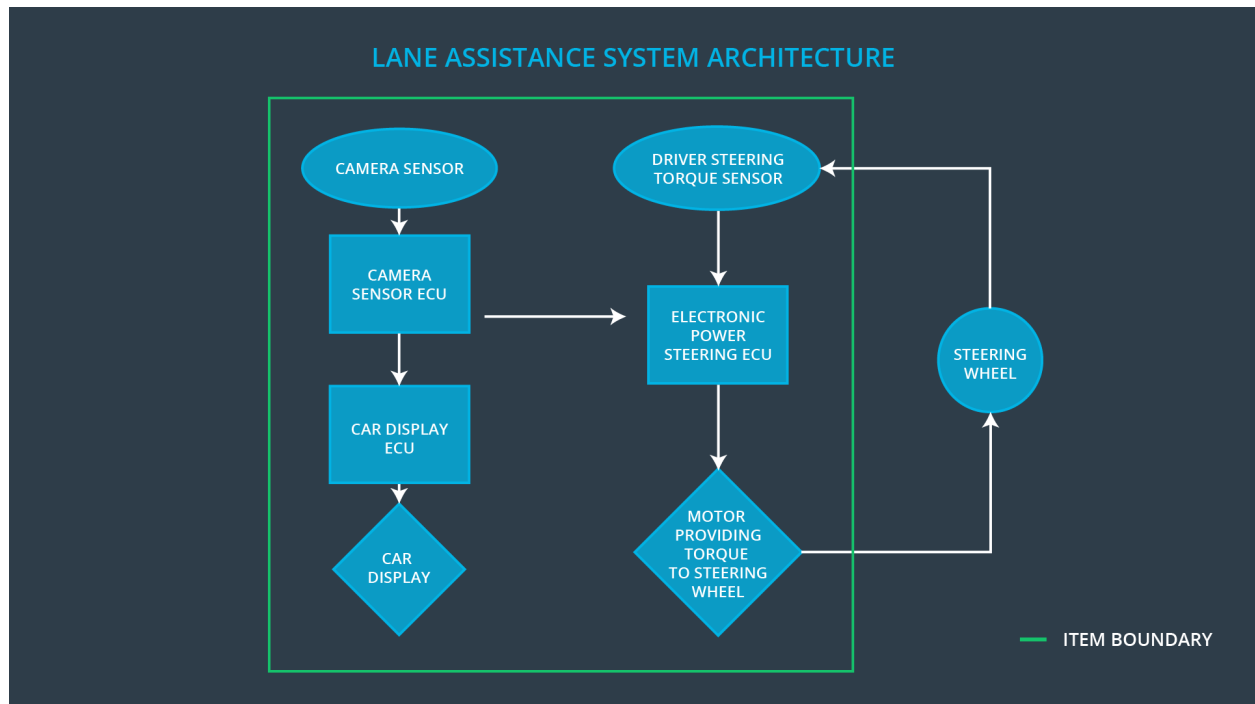 LANE ASSISTANCE SYSTEM ARCHITECTURE
CAMERA SENSOR
DRIVER STEERING
TORQUE SENSOR
CAMERA
SENSOR ECU
ELECTRONIC
POWER
STEERING ECU
STEERING
WHEEL
CAR DISPLAY
ECU
CAR
DISPLAY
MOTOR
PROVIDING
TORQUE
TO STEERING
WHEEL
ITEM BOUNDARY